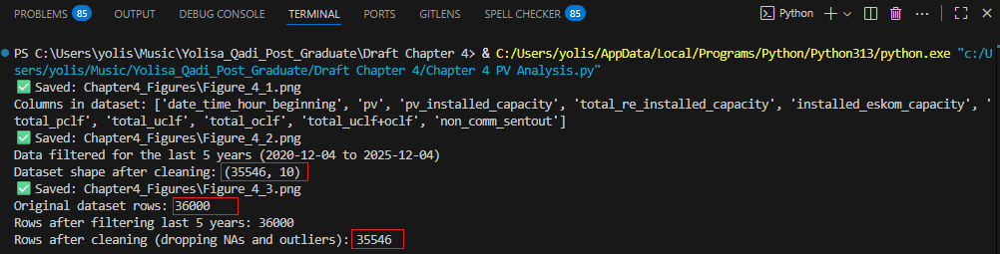 PROBLEMS 85 OUTPUT DEBUG CONSOLE TERMINAL PORTS GITLENS SPELL CHECKER 85 Python
PS C:\Users\yolis\Music\Yolisa_Qadi_Post_Graduate\Draft Chapter 4> & C:/Users/yolis/AppData/Local/Programs/Python/Python313/python.exe "c:/U
sers/yolis/Music/Yolisa_Qadi_Post_Graduate/Draft Chapter 4/Chapter 4 PV Analysis.py"
✅ Saved: Chapter4_Figures\Figure_4_1.png
Columns in dataset: ['date_time_hour_beginning', 'pv', 'pv_installed_capacity', 'total_re_installed_capacity', 'installed_eskom_capacity', '
total_pclf', 'total_uclf', 'total_oclf', 'total_uclf+oclf', 'non_comm_sentout']
✅ Saved: Chapter4_Figures\Figure_4_2.png
Data filtered for the last 5 years (2020-12-04 to 2025-12-04)
Dataset shape after cleaning: (35546, 10)
✅ Saved: Chapter4_Figures\Figure_4_3.png
Original dataset rows: 36000
Rows after filtering last 5 years: 36000
Rows after cleaning (dropping NAs and outliers): 35546